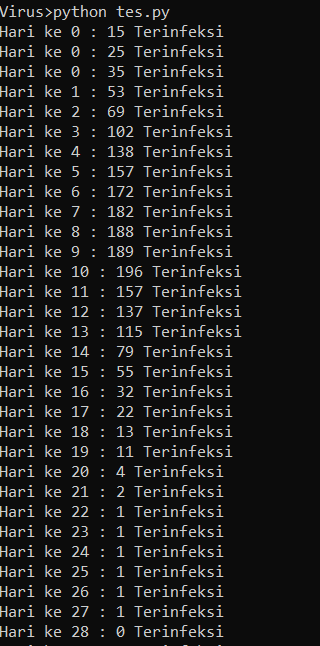 Virus>python tes.py
Hari ke 0 : 15 Terinfeksi
Hari ke 0 : 25 Terinfeksi
Hari ke 0 : 35 Terinfeksi
Hari ke 1 : 53 Terinfeksi
Hari ke 2 : 69 Terinfeksi
Hari ke 3 : 102 Terinfeksi
Hari ke 4 : 138 Terinfeksi
Hari ke 5 : 157 Terinfeksi
Hari ke 6 : 172 Terinfeksi
Hari ke 7 : 182 Terinfeksi
Hari ke 8 : 188 Terinfeksi
Hari ke 9 : 189 Terinfeksi
Hari ke 10 : 196 Terinfeksi
Hari ke 11 : 157 Terinfeksi
Hari ke 12 : 137 Terinfeksi
Hari ke 13 : 115 Terinfeksi
Hari ke 14 : 79 Terinfeksi
Hari ke 15 : 55 Terinfeksi
Hari ke 16 : 32 Terinfeksi
Hari ke 17 : 22 Terinfeksi
Hari ke 18 : 13 Terinfeksi
Hari ke 19 : 11 Terinfeksi
Hari ke 20 : 4 Terinfeksi
Hari ke 21 : 2 Terinfeksi
Hari ke 22 : 1 Terinfeksi
Hari ke 23 : 1 Terinfeksi
Hari ke 24 : 1 Terinfeksi
Hari ke 25 : 1 Terinfeksi
Hari ke 26 : 1 Terinfeksi
Hari ke 27 : 1 Terinfeksi
Hari ke 28 : 0 Terinfeksi